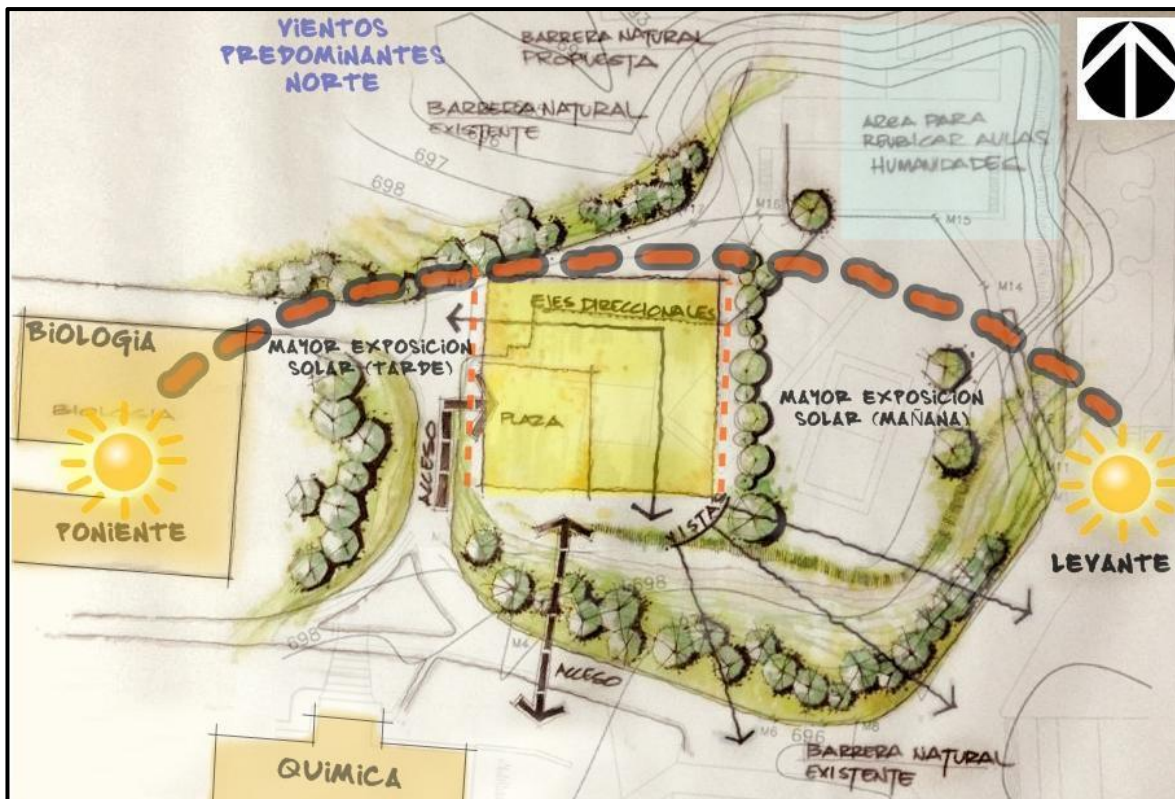 VIENTOS
PREDOMINANTES
NORTE
BARRERA NATURAL
PROPUESTA
BARRERA NATURAL
EXISTENTE
697
698
AREA PARA
REUBICAR AULAS
HUMANIDADES
M16
M15
M14
BIOLOGIA
BIOLOGIA
MAYOR EXPOSICION
SOLAR (TARDE)
EJES DIRECCIONALES
PLAZA
ACCESO
MAYOR EXPOSICION
SOLAR (MAÑANA)
PONIENTE
VISTAS
LEVANTE
698
698
M4
ACCESO
M6
696
M8
BARRERA NATURAL
EXISTENTE
QUIMICA